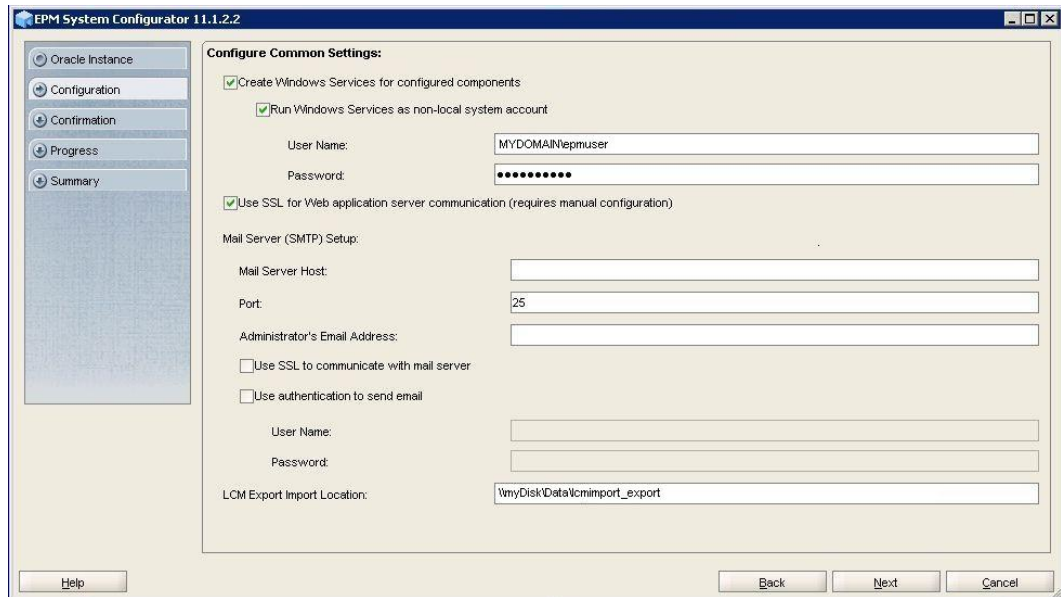 EPM System Configurator 11.1.2.2
Oracle Instance
Configuration
Confirmation
Progress
Summary
Configure Common Settings:
Create Windows Services for configured components
Run Windows Services as non-local system account
User Name: MYDOMAIN\epmuser
Password: ●●●●●●●●●●
Use SSL for Web application server communication (requires manual configuration)
Mail Server (SMTP) Setup:
Mail Server Host:
Port: 25
Administrator's Email Address:
Use SSL to communicate with mail server
Use authentication to send email
User Name:
Password:
LCM Export Import Location: \\myDisk\Data\lcmimport_export
Help Back Next Cancel